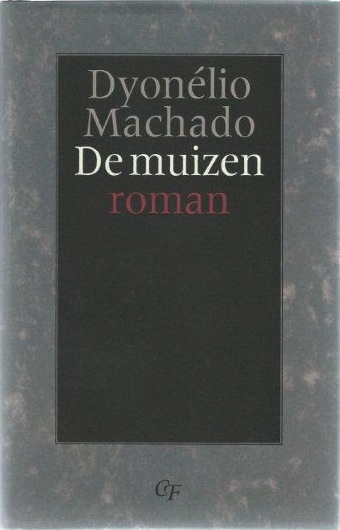 Dyonélio
Machado
De muizen
roman
CF